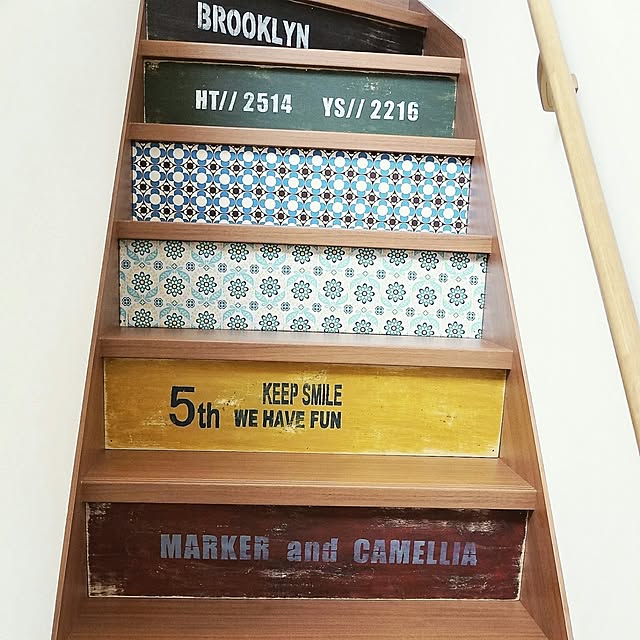 BROOKLYN
HT// 2514 YS// 2216
5th KEEP SMILE
WE HAVE FUN
MARKER and CAMELLIA